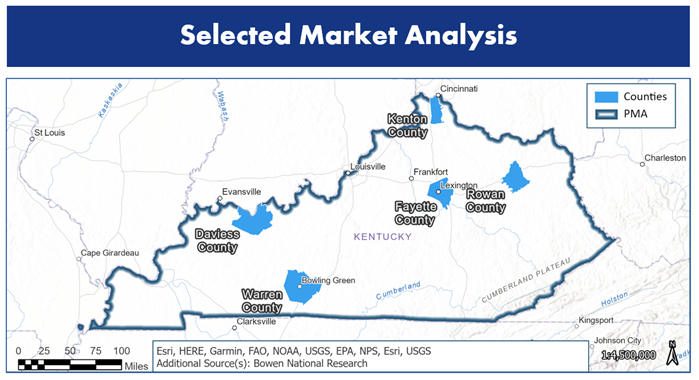 Selected Market Analysis
Kaskaskia
Wabash
Cincinnati
Counties
PMA
Kenton
County
St Louis
Louisville
Frankfort
Charleston
Evansville
Lexington
Fayette
County
Rowan
County
Daviess
County
KENTUCKY
Cape Girardeau
Warren
County
Bowling Green
Cumberland
CUMBERLAND PLATEAU
Holston
Clarksville
Kingsport
Johnson City
0 25 50 75 100
Miles
Esri, HERE, Garmin, FAO, NOAA, USGS, EPA, NPS, Esri, USGS
Additional Source(s): Bowen National Research
1:4,500,000
N